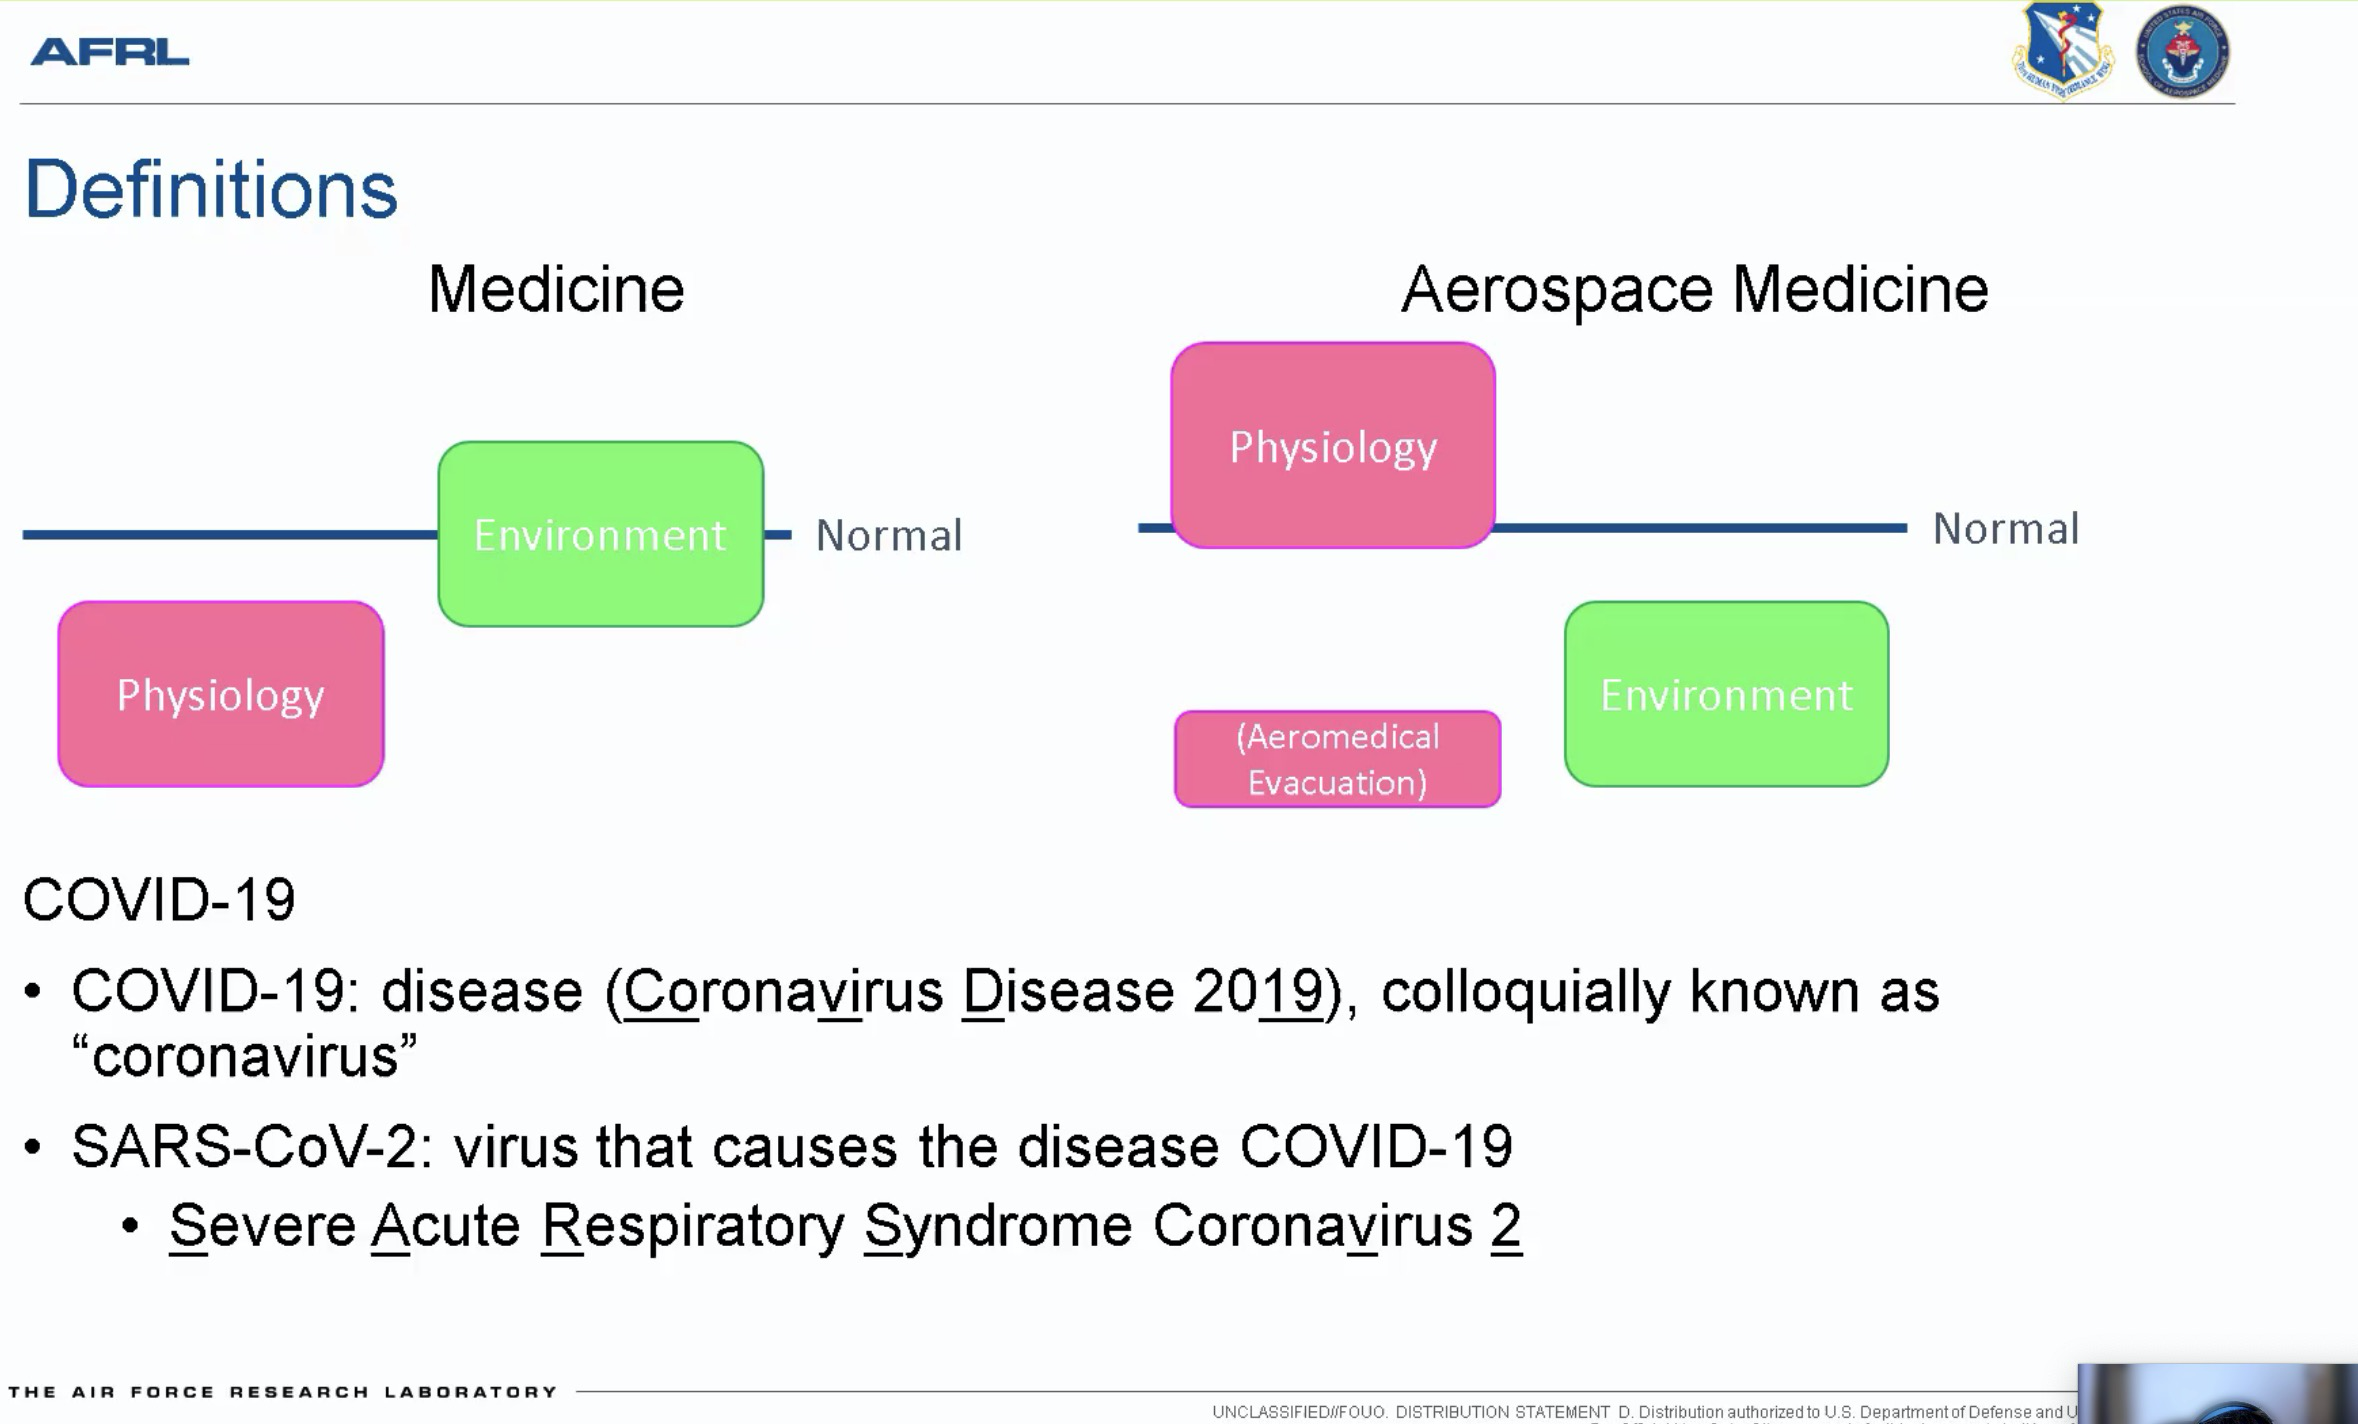 AFRL
Definitions
Medicine
Environment
Normal
Physiology
Aerospace Medicine
Physiology
Normal
(Aeromedical
Evacuation)
Environment
COVID-19
• COVID-19: disease (Coronavirus Disease 2019), colloquially known as
“coronavirus”
• SARS-CoV-2: virus that causes the disease COVID-19
• Severe Acute Respiratory Syndrome Coronavirus 2
THE AIR FORCE RESEARCH LABORATORY
UNCLASSIFIED//FOUO. DISTRIBUTION STATEMENT D. Distribution authorized to U.S. Department of Defense and U